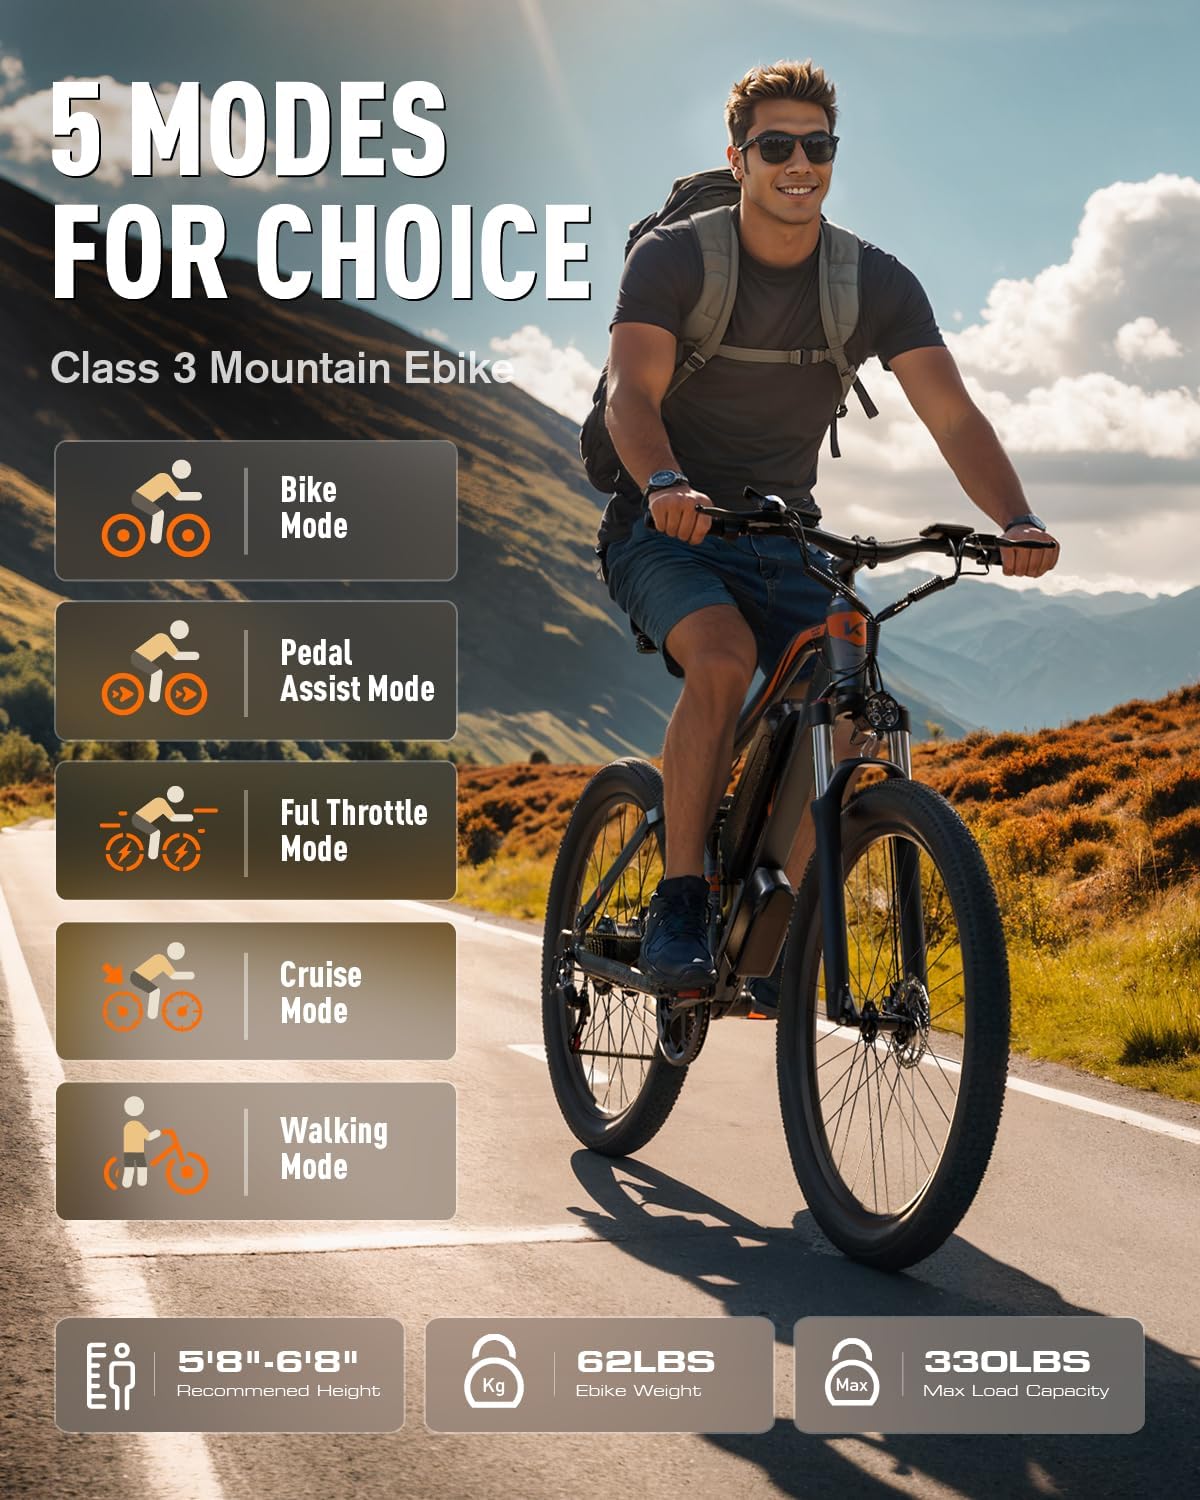 5 MODES
FOR CHOICE
Class 3 Mountain Ebike
Bike
Mode
Pedal
Assist Mode
Ful Throttle
Mode
Cruise
Mode
Walking
Mode
5'8"-6'8"
Recommened Height
Kg
62LBS
Ebike Weight
Max
330LBS
Max Load Capacity
K